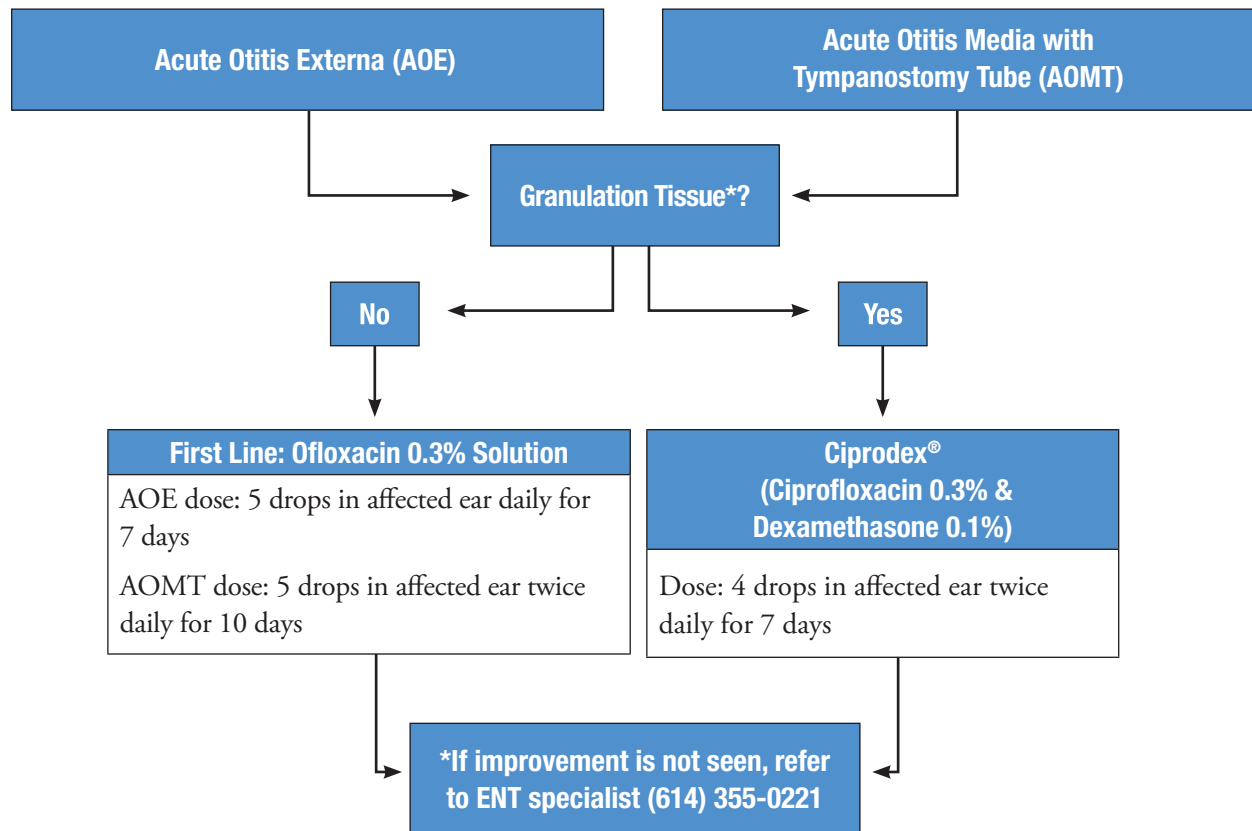 Acute Otitis Externa (AOE)
Acute Otitis Media with
Tympanostomy Tube (AOMT)
Granulation Tissue*?
No
Yes
First Line: Ofloxacin 0.3% Solution
AOE dose: 5 drops in affected ear daily for
7 days
AOMT dose: 5 drops in affected ear twice
daily for 10 days
Ciprodex®
(Ciprofloxacin 0.3% &
Dexamethasone 0.1%)
Dose: 4 drops in affected ear twice
daily for 7 days
*If improvement is not seen, refer
to ENT specialist (614) 355-0221